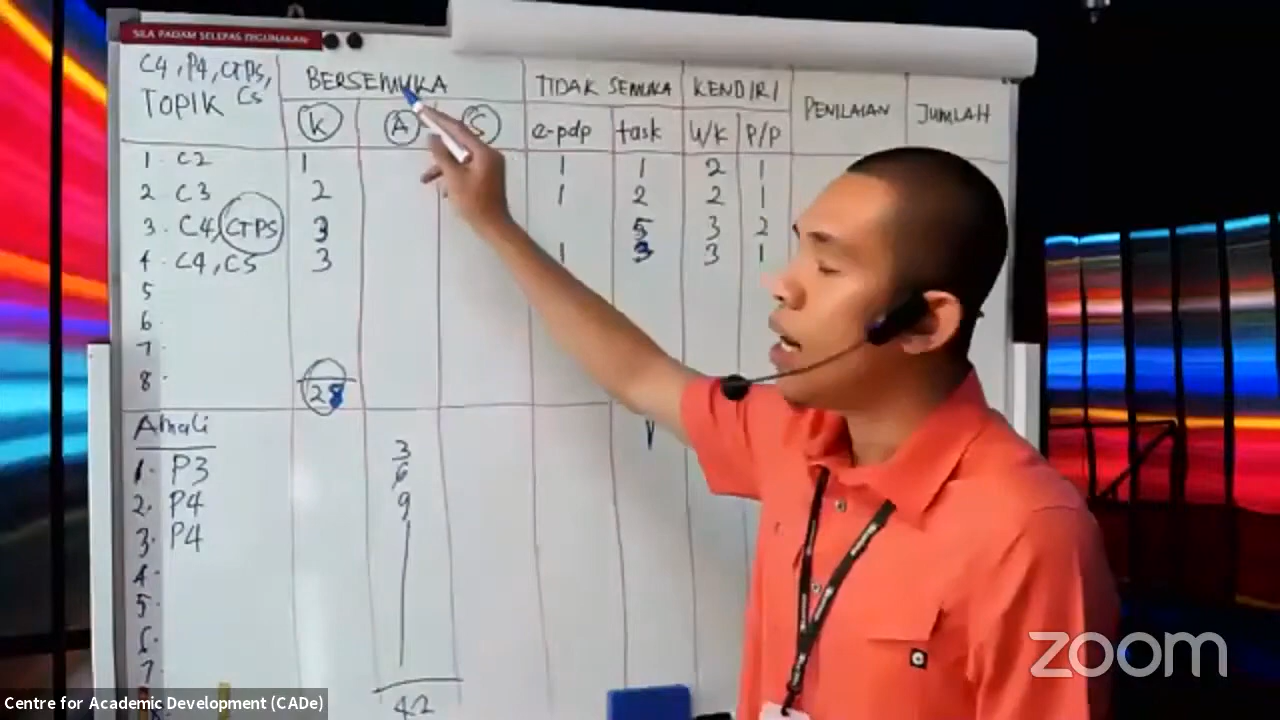 SILA PADAM SELEPAS DIGUNAKAN
C4, P4, CTPS, CS
TOPIK
BERSEMUKA
TIDAK SEMUKA
KENDIRI
PENILAIAN
JUMLAH
K A S e-pdp task U/K P/P
1. C2 1 1 1 2 1
2 C3 2 1 2 2 1
3. C4, CTPS 3 5 3 2
4. C4, CS 3 1 3 3 1
5
6.
7
8.
28
Amali
1. P3 3
2. P4 6
3. P4 9
4.
5.
6.
7
42
zoom
Centre for Academic Development (CADe)